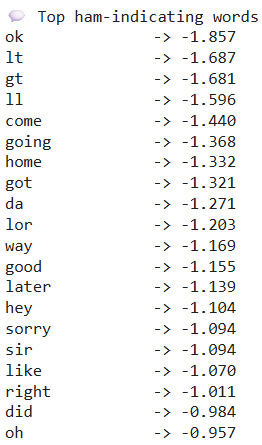 💬 Top ham-indicating words
ok -> -1.857
lt -> -1.687
gt -> -1.681
ll -> -1.596
come -> -1.440
going -> -1.368
home -> -1.332
got -> -1.321
da -> -1.271
lor -> -1.203
way -> -1.169
good -> -1.155
later -> -1.139
hey -> -1.104
sorry -> -1.094
sir -> -1.094
like -> -1.070
right -> -1.011
did -> -0.984
oh -> -0.957